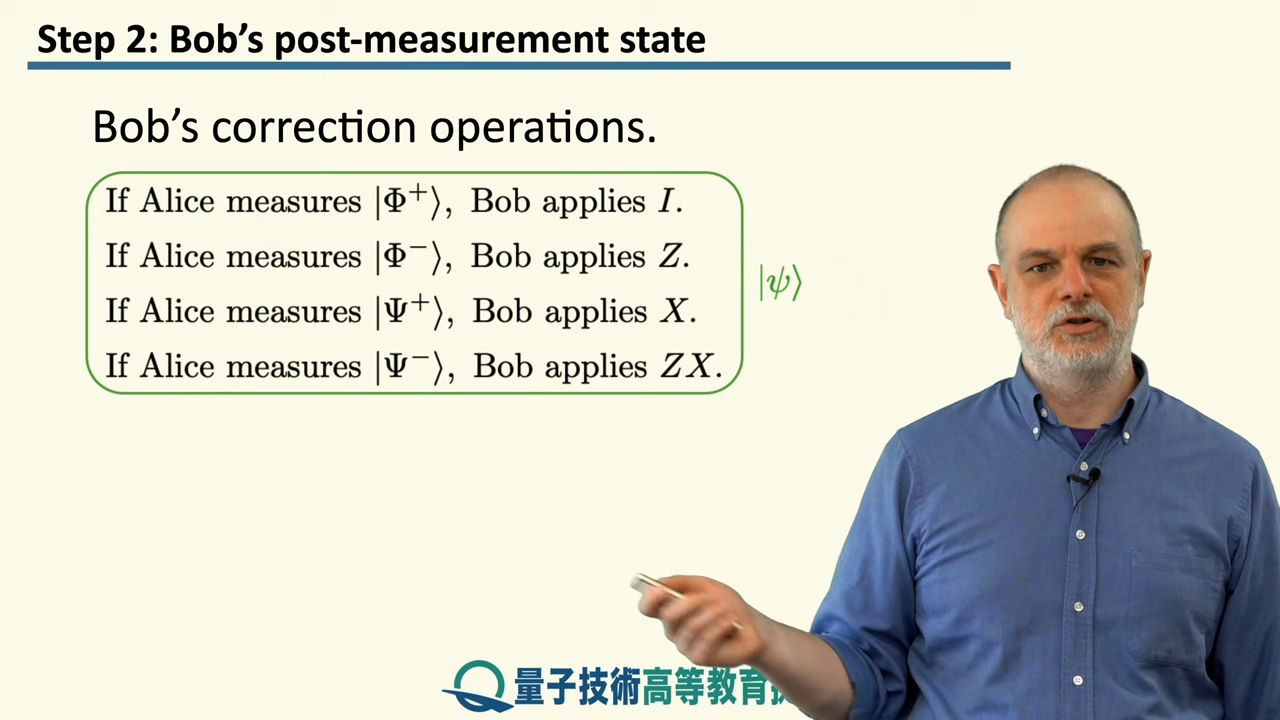 Step 2: Bob's post-measurement state
Bob's correction operations.
If Alice measures |Φ⁺⟩, Bob applies I.
If Alice measures |Φ⁻⟩, Bob applies Z.
If Alice measures |Ψ⁺⟩, Bob applies X.
If Alice measures |Ψ⁻⟩, Bob applies ZX.
|ψ⟩
量子技術高等教育